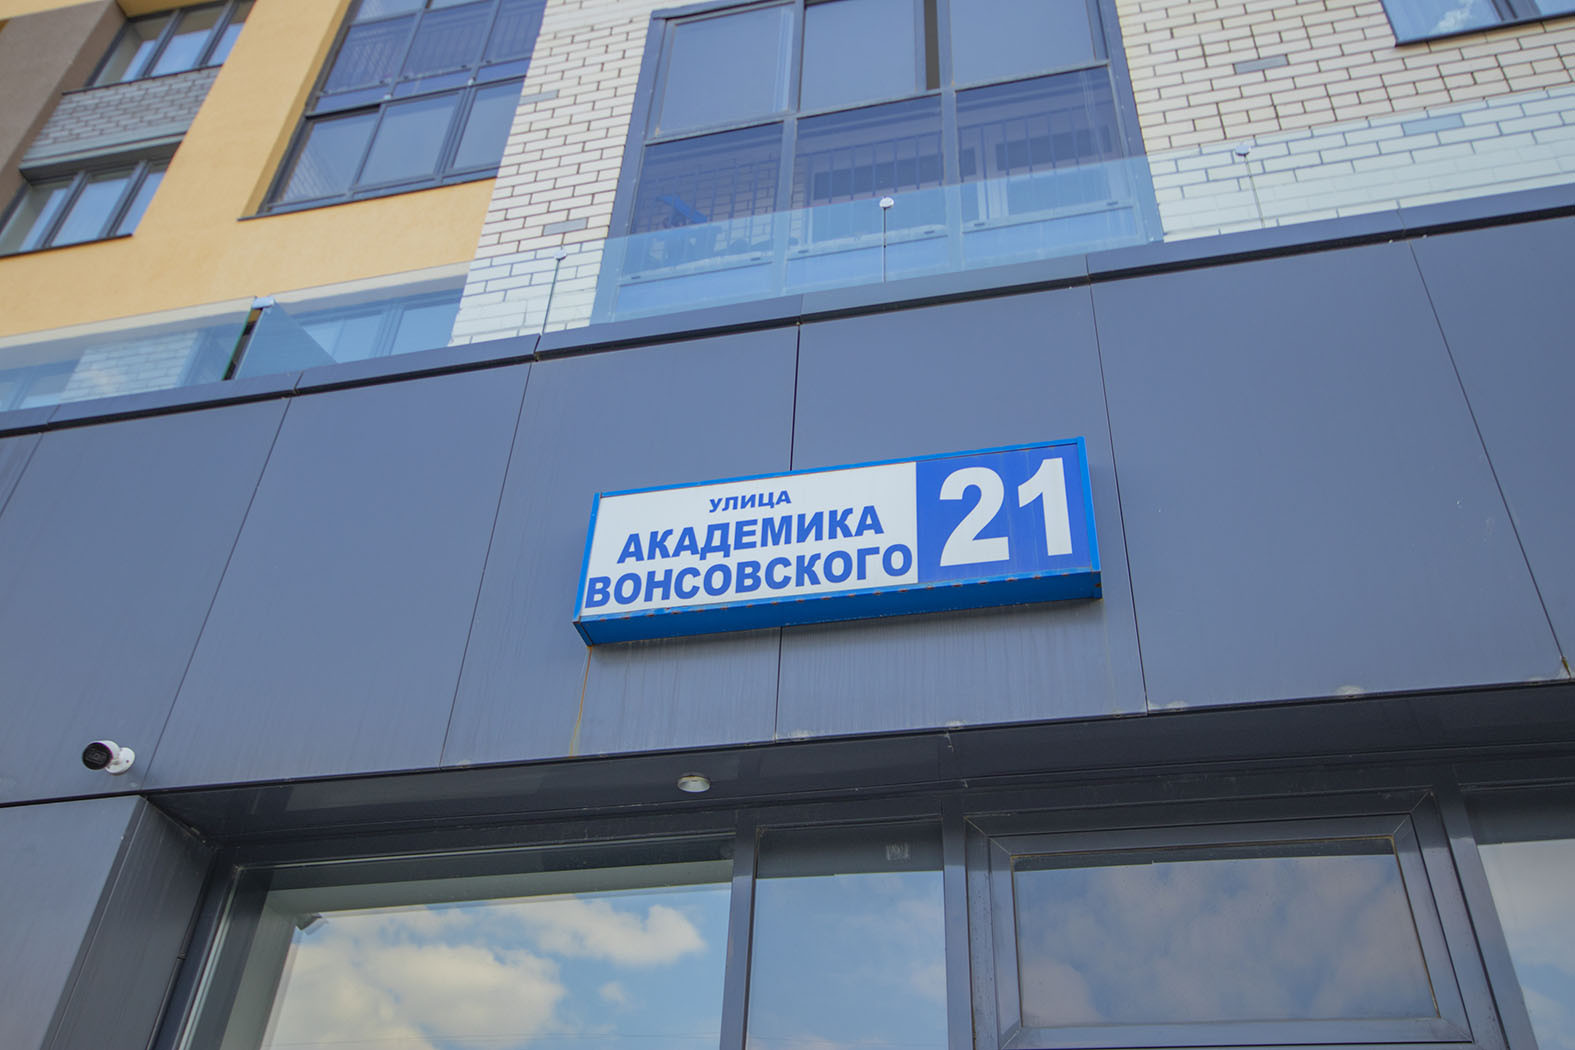 УЛИЦА
АКАДЕМИКА
ВОНСОВСКОГО
21